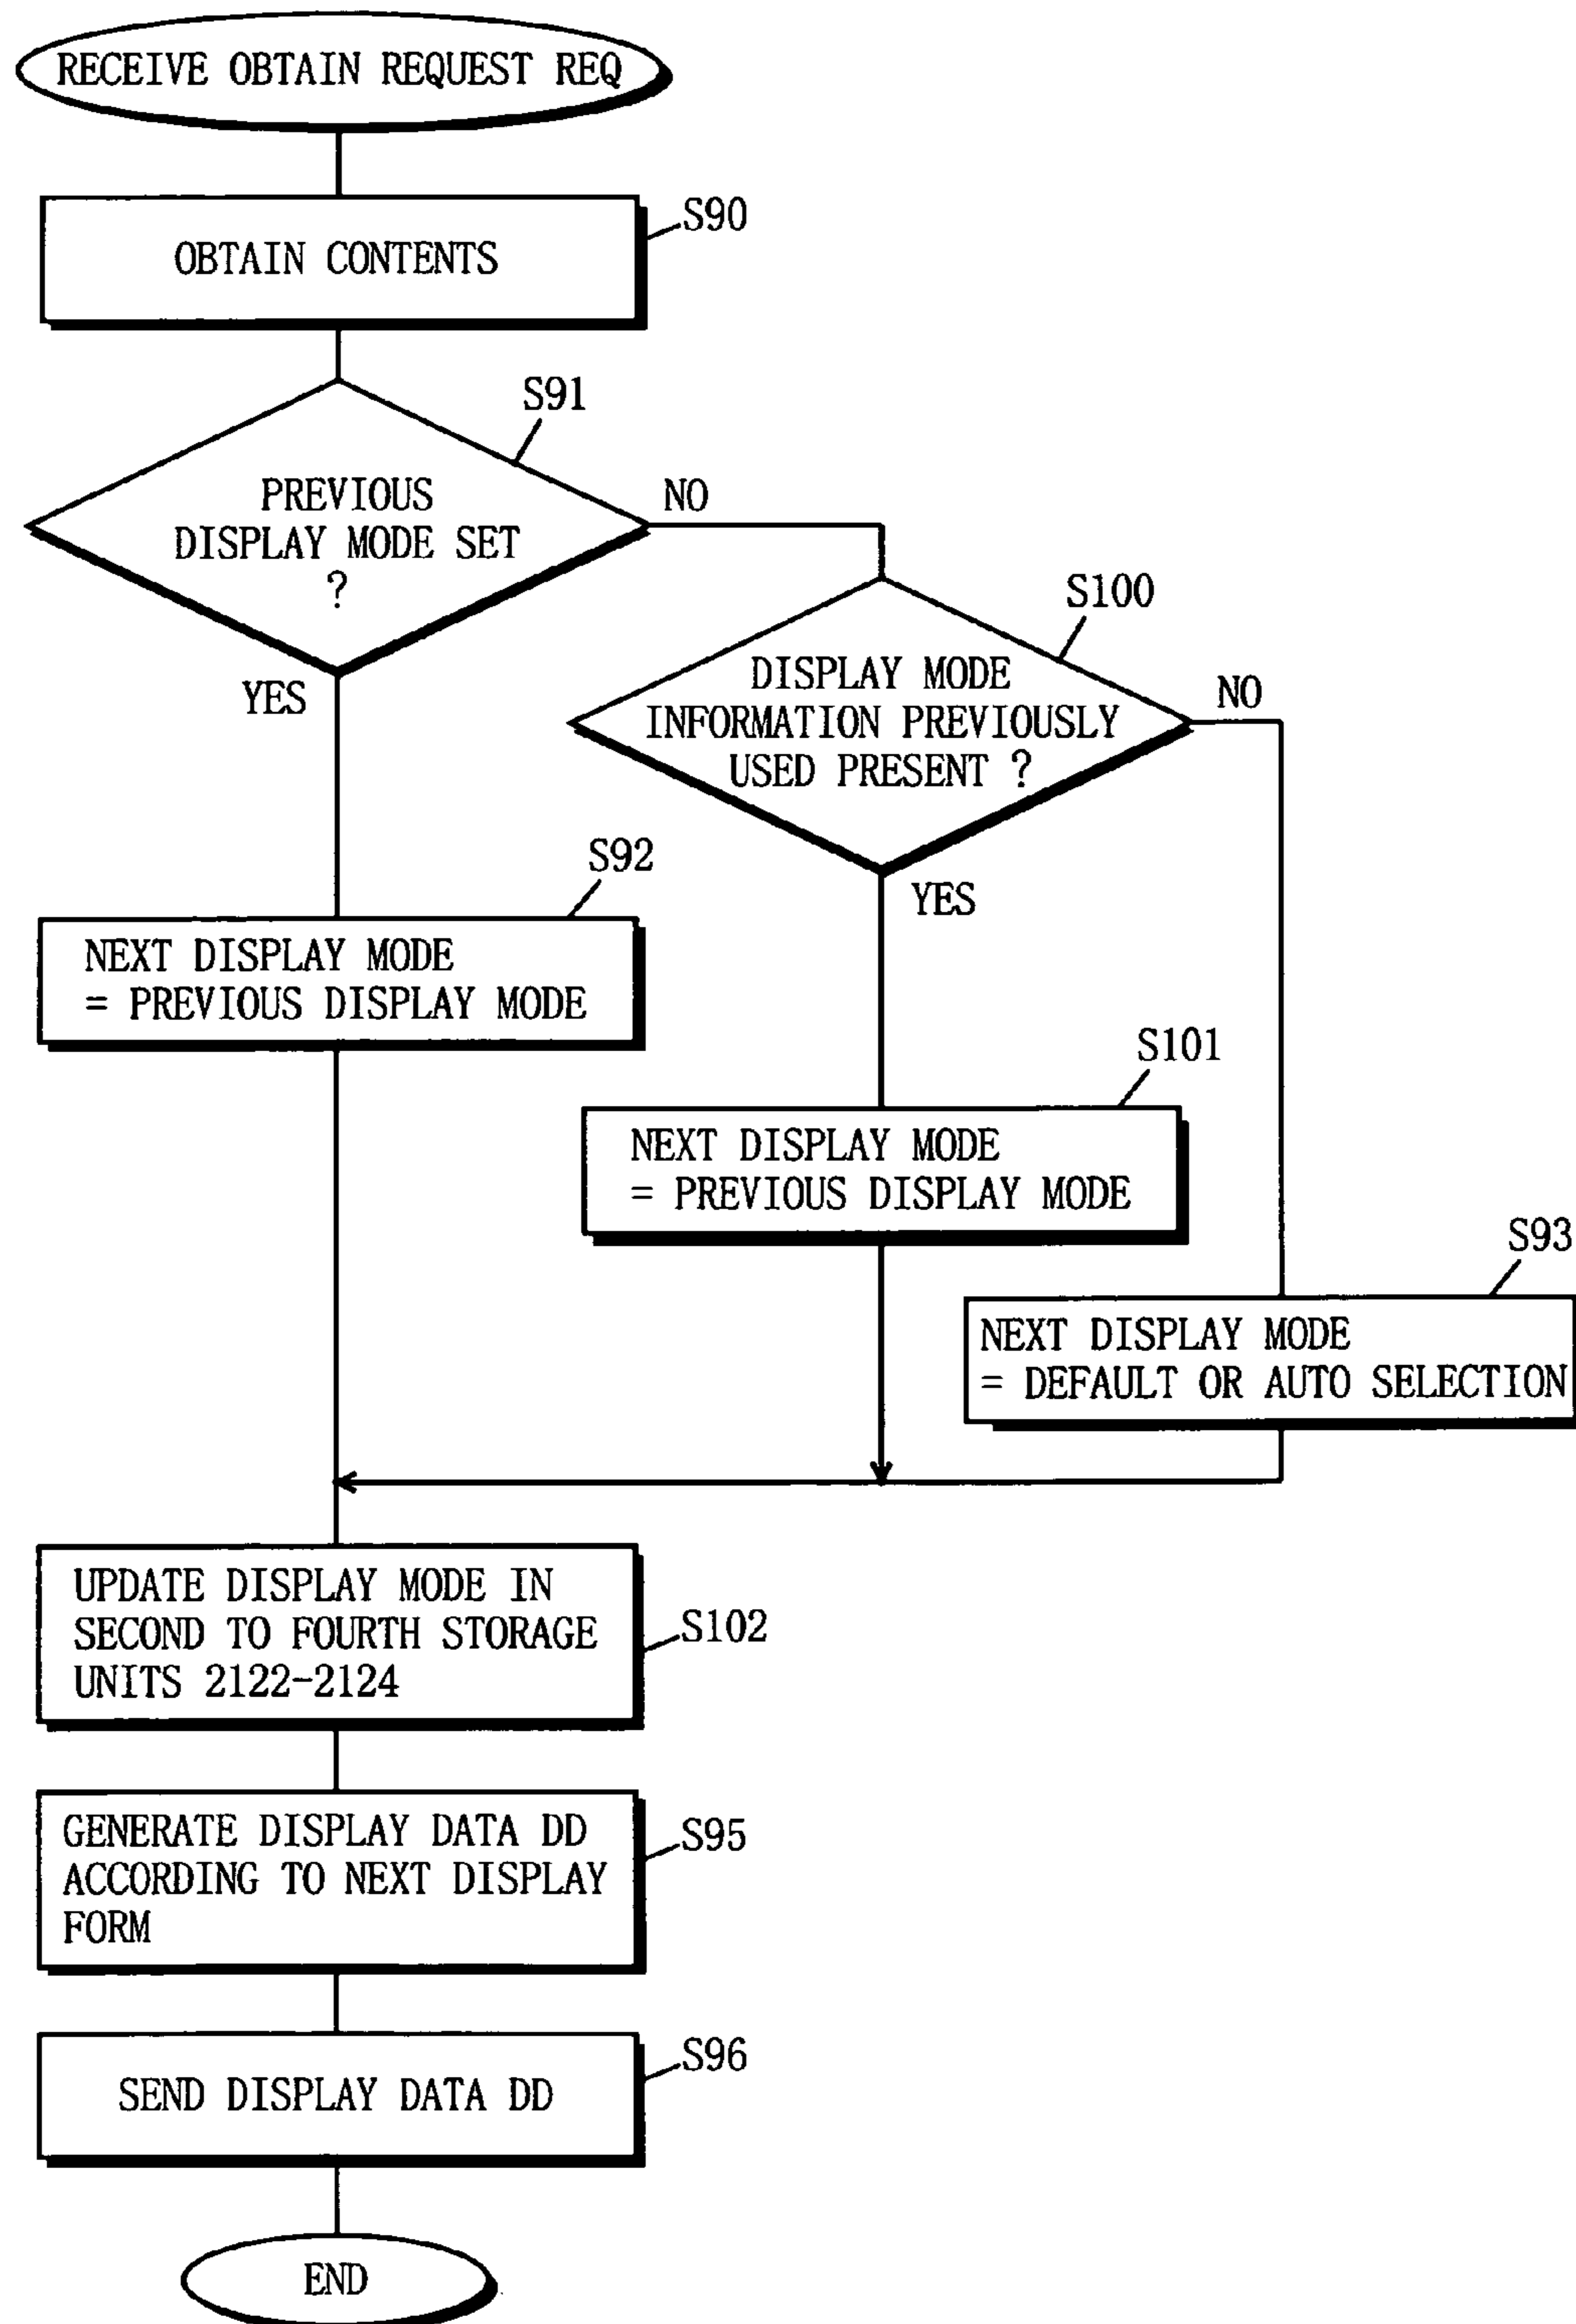 RECEIVE OBTAIN REQUEST REQ
S90
OBTAIN CONTENTS
S91
PREVIOUS
DISPLAY MODE SET
?
NO
YES
S100
DISPLAY MODE
INFORMATION PREVIOUSLY
USED PRESENT ?
NO
YES
S92
NEXT DISPLAY MODE
= PREVIOUS DISPLAY MODE
S101
NEXT DISPLAY MODE
= PREVIOUS DISPLAY MODE
S93
NEXT DISPLAY MODE
= DEFAULT OR AUTO SELECTION
UPDATE DISPLAY MODE IN
SECOND TO FOURTH STORAGE
UNITS 2122-2124
S102
GENERATE DISPLAY DATA DD
ACCORDING TO NEXT DISPLAY
FORM
S95
SEND DISPLAY DATA DD
S96
END